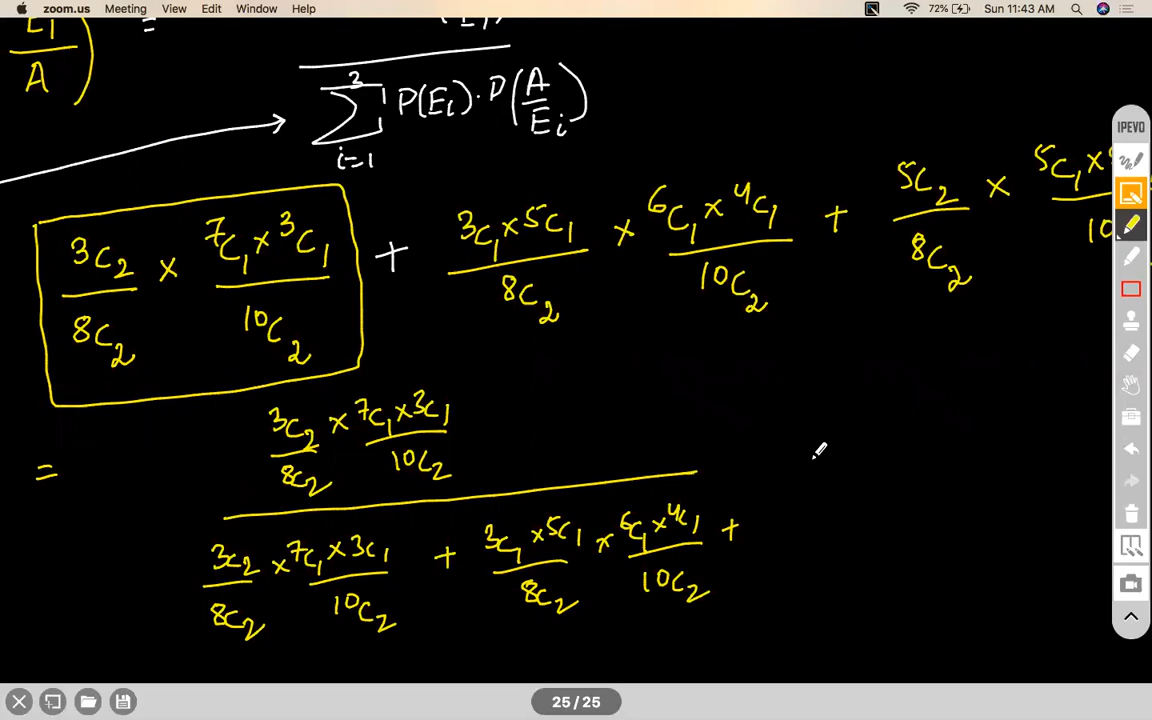 zoom.us Meeting View Edit Window Help 72% Sun 11:43 AM
E₁/A ) =
∑ i=1 2 P(Eᵢ) · P(A/Eᵢ)
IPEVO
3C₂/8C₂ × 7C₁×3C₁/10C₂ + 3C₁×5C₁/8C₂ × 6C₁×4C₁/10C₂ + 5C₂/8C₂ × 5C₁×
= 3C₂/8C₂ × 7C₁×3C₁/10C₂
3C₂/8C₂ × 7C₁×3C₁/10C₂ + 3C₁×5C₁/8C₂ × 6C₁×4C₁/10C₂ +
25/25